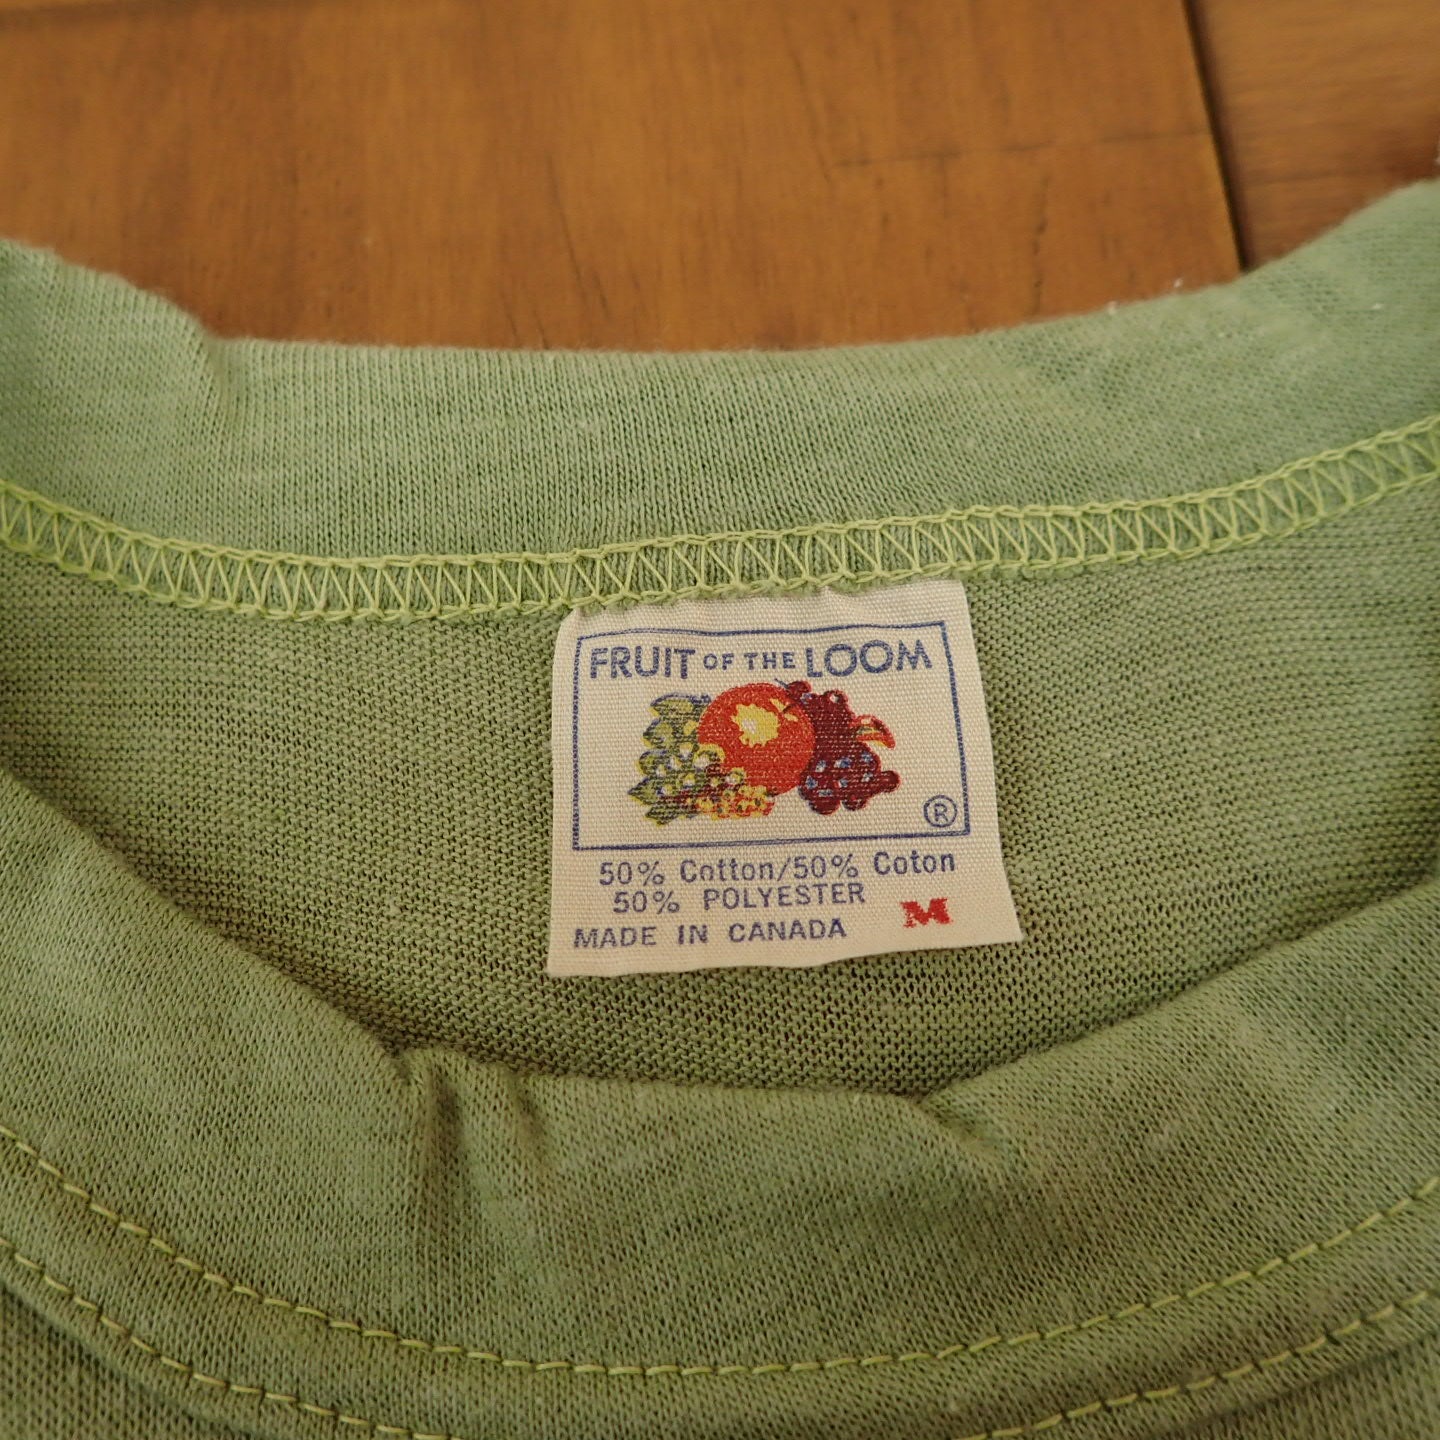 FRUIT OF THE LOOM
®
50% Cotton/50% Coton
50% POLYESTER
MADE IN CANADA M